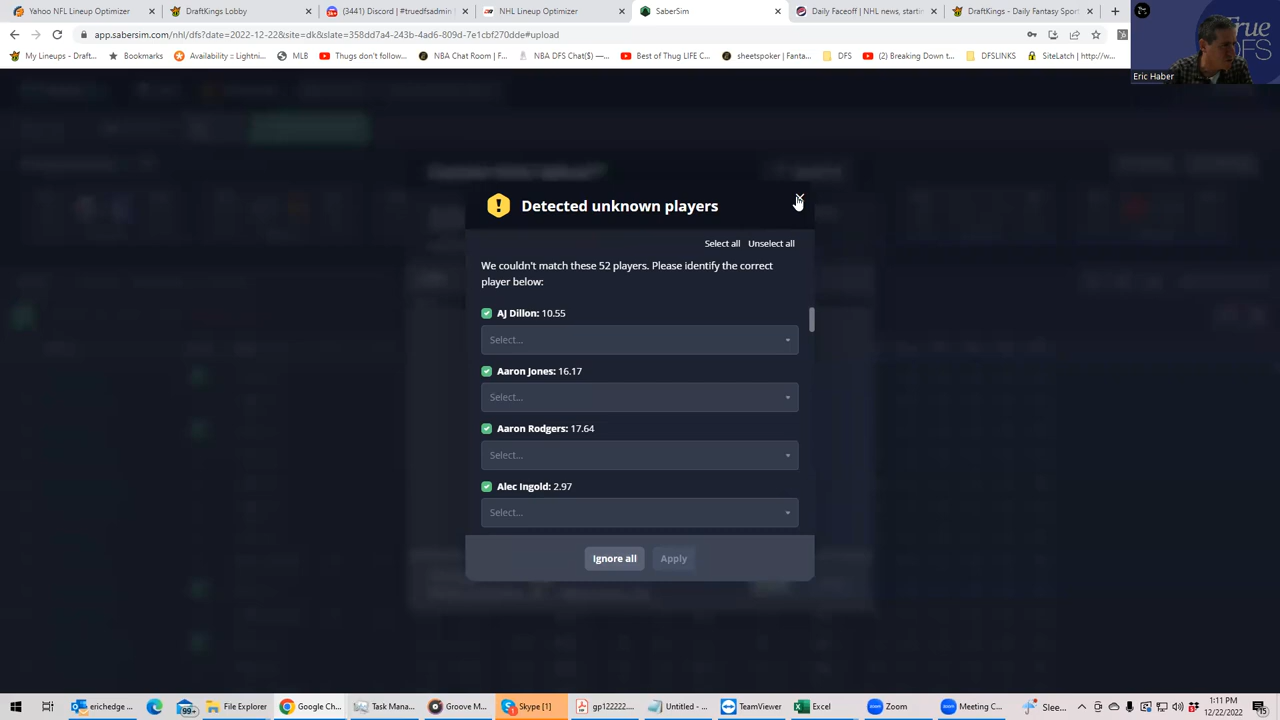 Yahoo NFL Lineup Optimizer
DraftKings Lobby
(3441) Discord | #truedfsadmin
NHL Lineup Optimizer
SaberSim
Daily Faceoff | NHL news, startin
DraftKings - Daily Fantasy Sport
app.sabersim.com/nhl/dfs?date=2022-12-22&site=dk&slate=358dd7a4-243b-4ad6-809d-7e1cbf270dde#upload
My Lineups - Draft...
Bookmarks
Availability :: Lightni...
MLB
Thugs don't follow...
NBA Chat Room | F...
NBA DFS Chat($) —...
Best of Thug LIFE C...
sheetspoker | Fanta...
DFS
(2) Breaking Down t...
DFSLINKS
SiteLatch | http://w...
True
DFS
Eric Haber
Detected unknown players
Select all Unselect all
We couldn't match these 52 players. Please identify the correct
player below:
AJ Dillon: 10.55
Select...
Aaron Jones: 16.17
Select...
Aaron Rodgers: 17.64
Select...
Alec Ingold: 2.97
Select...
Ignore all Apply
erichedge...
99+
File Explorer
Google Ch...
Task Mana...
Groove M...
Skype [1]
gp122222....
Untitled - ...
TeamViewer
Excel
Zoom
Meeting C...
Slee...
1:11 PM
12/22/2022
15